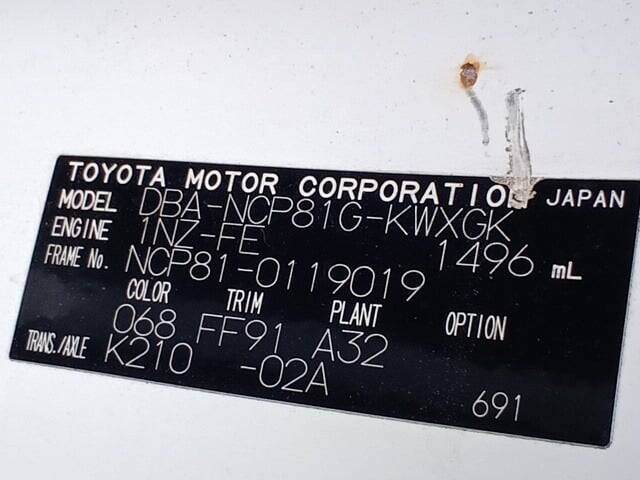 TOYOTA MOTOR CORPORATION JAPAN
MODEL DBA-NCP81G-KWXGK
ENGINE 1NZ-FE 1496 mL
FRAME No. NCP81-0119019
COLOR TRIM PLANT OPTION
068 FF91 A32
TRANS./AXLE K210 -02A 691